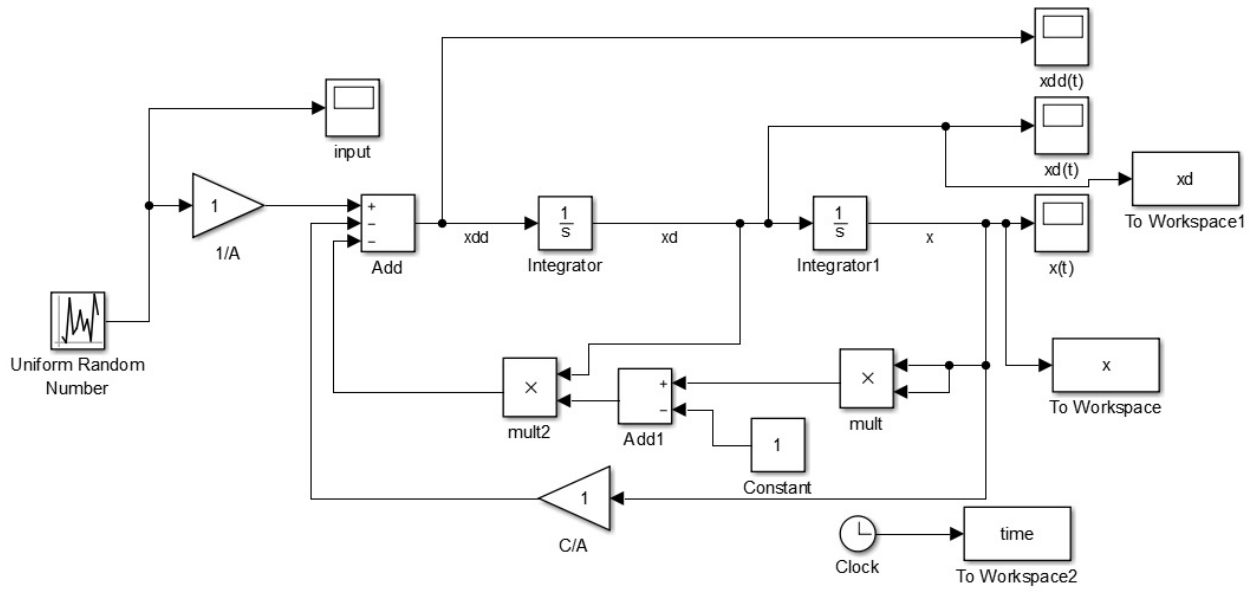 xdd(t)
input
xd(t)
xd
To Workspace1
1
1/A
+
−
−
Add
xdd
1
s
Integrator
xd
1
s
Integrator1
x
x(t)
Uniform Random
Number
×
mult2
+
−
Add1
×
mult
x
To Workspace
1
Constant
1
C/A
Clock
time
To Workspace2